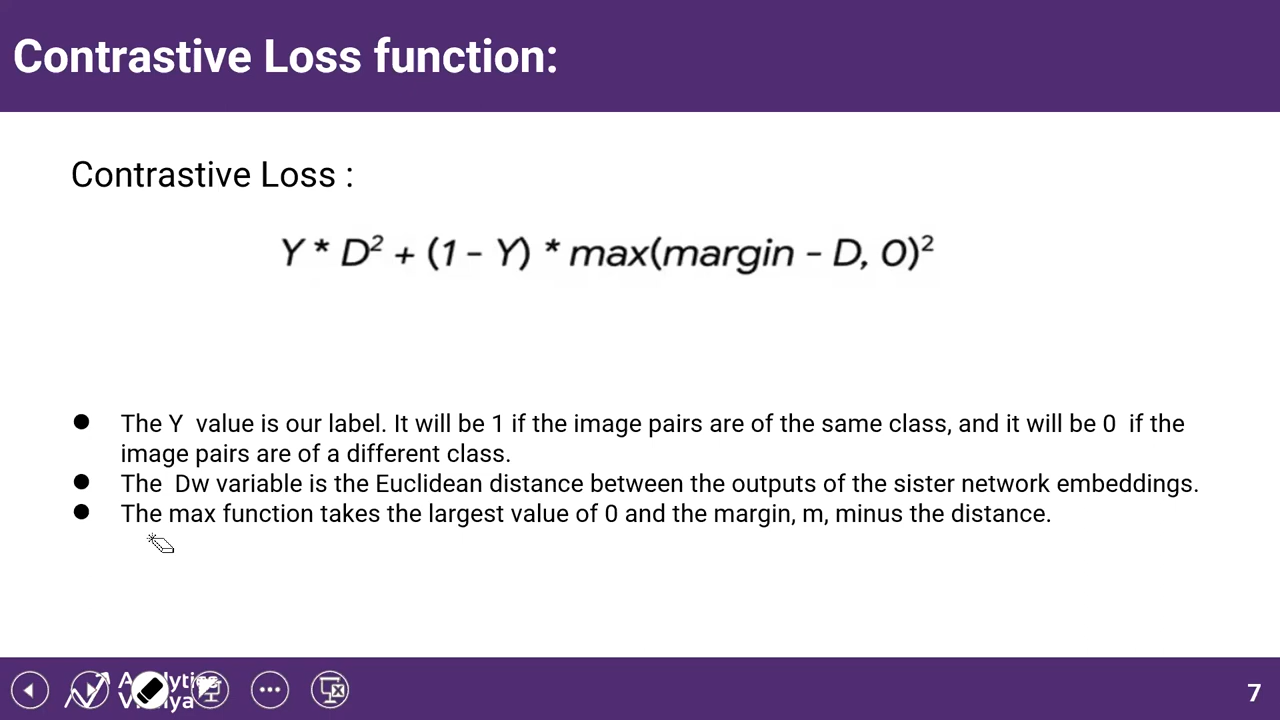 Contrastive Loss function:
Contrastive Loss :
Y * D² + (1 - Y) * max(margin - D, 0)²
● The Y value is our label. It will be 1 if the image pairs are of the same class, and it will be 0 if the
image pairs are of a different class.
● The Dw variable is the Euclidean distance between the outputs of the sister network embeddings.
● The max function takes the largest value of 0 and the margin, m, minus the distance.
7